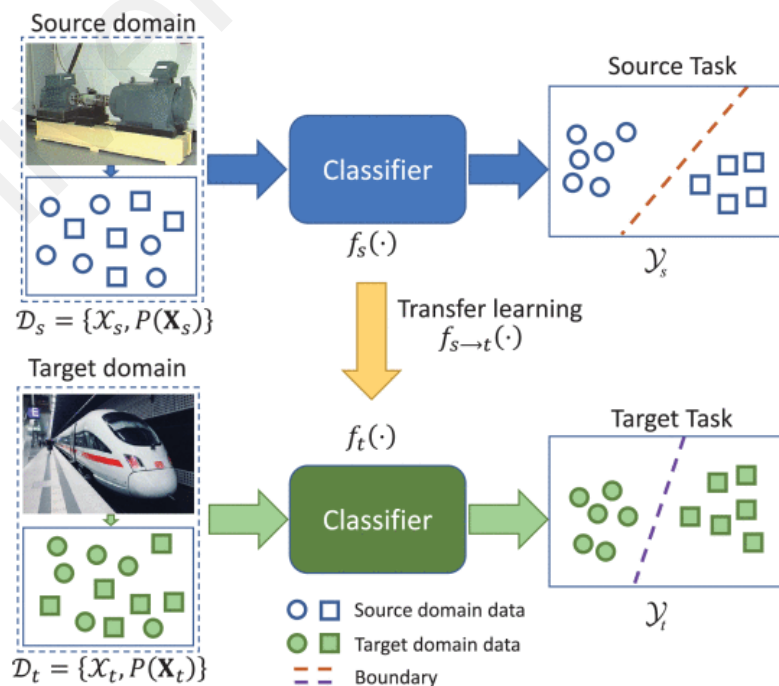 Source domain
Source Task
Classifier
f_s(·)
𝒴_s
𝒟_s = {𝒳_s, P(𝐗_s)}
Transfer learning
f_{s→t}(·)
Target domain
E
f_t(·)
Target Task
Classifier
𝒴_t
Source domain data
Target domain data
Boundary
𝒟_t = {𝒳_t, P(𝐗_t)}